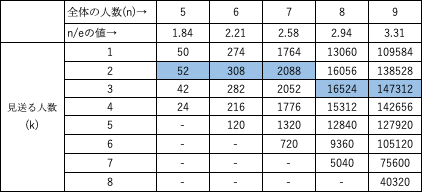 全体の人数(n)→ 5 6 7 8 9
n/eの値→ 1.84 2.21 2.58 2.94 3.31
見送る人数
(k)
1 50 274 1764 13060 109584
2 52 308 2088 16056 138528
3 42 282 2052 16524 147312
4 24 216 1776 15312 142656
5 - 120 1320 12840 127920
6 - - 720 9360 105120
7 - - - 5040 75600
8 - - - - 40320